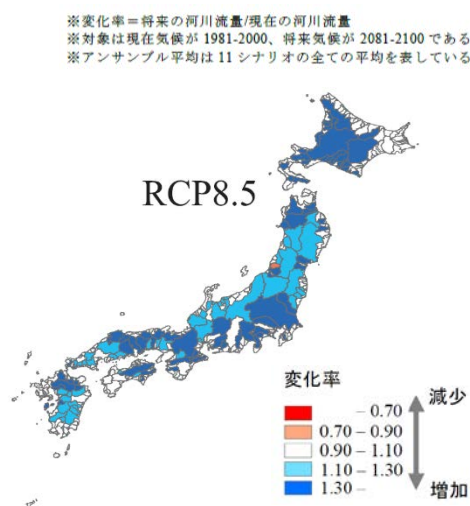 ※変化率＝将来の河川流量/現在の河川流量
※対象は現在気候が 1981-2000、将来気候が 2081-2100 である
※アンサンブル平均は 11 シナリオの全ての平均を表している
RCP8.5
変化率
減少
– 0.70
0.70 – 0.90
0.90 – 1.10
1.10 – 1.30
1.30 –
増加